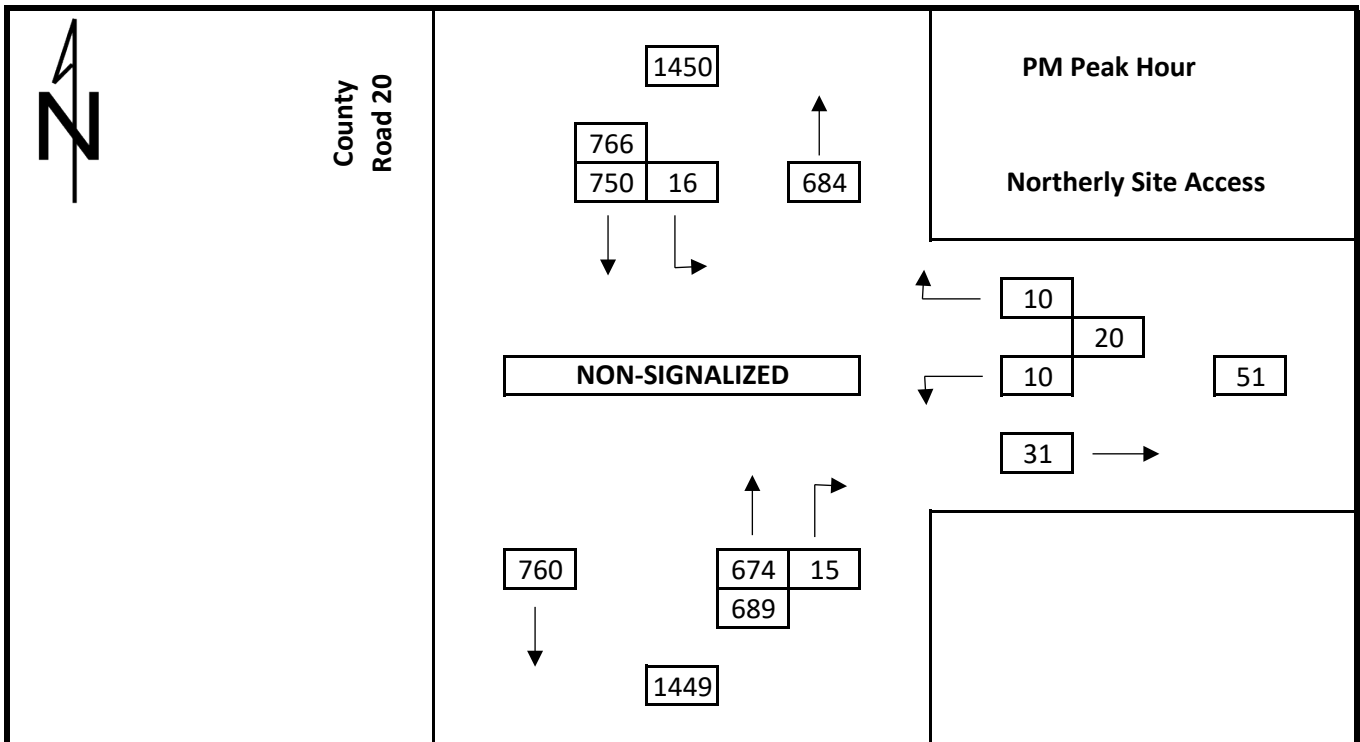 N
County
Road 20
1450
PM Peak Hour
766
750 16 684
Northerly Site Access
10
20
NON-SIGNALIZED
10 51
31
760 674 15
689
1449